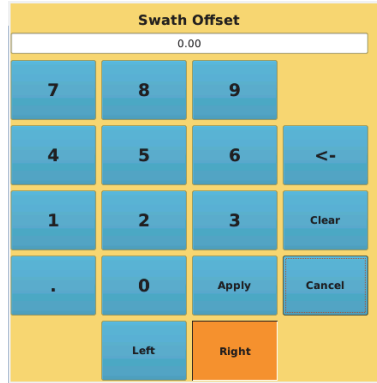 Swath Offset
0.00
7 8 9
4 5 6 <-
1 2 3 Clear
. 0 Apply Cancel
Left Right